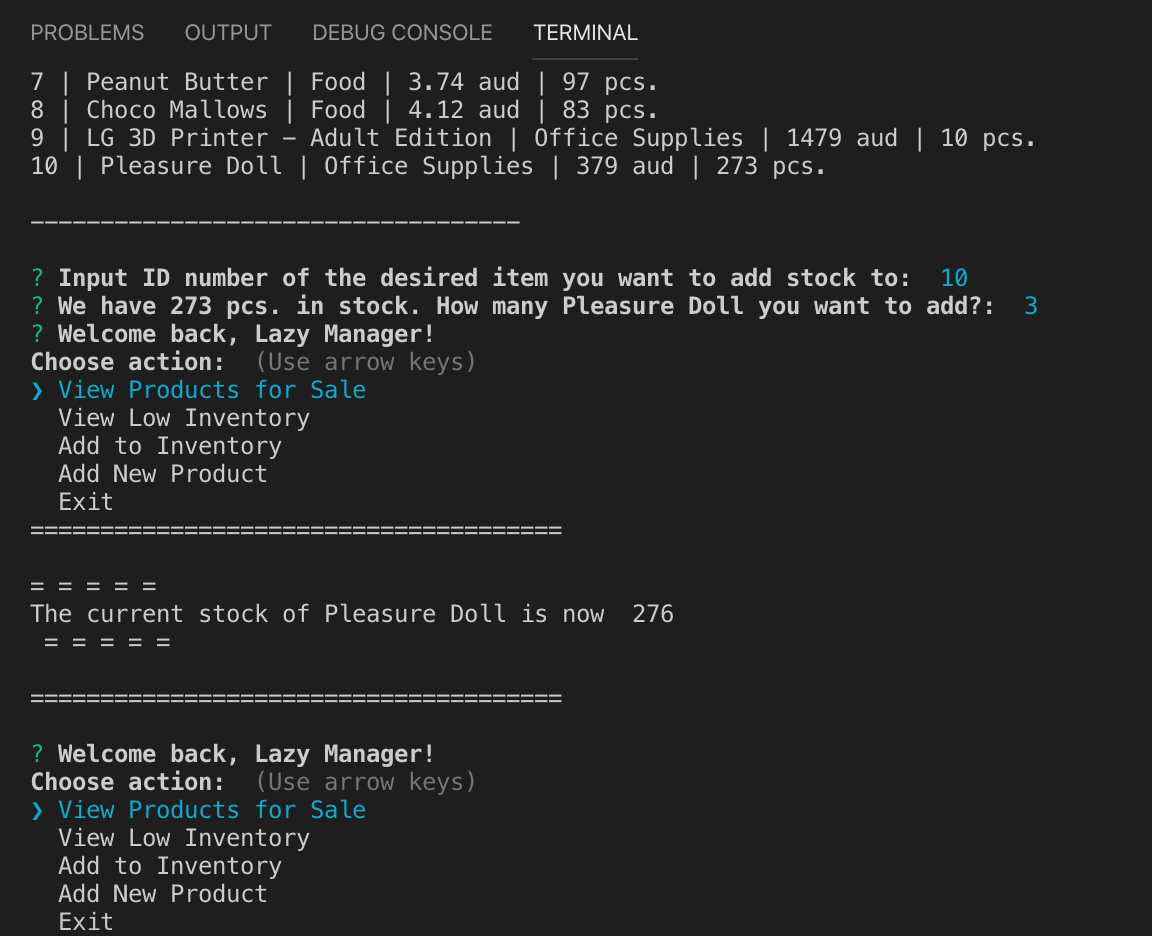 PROBLEMS OUTPUT DEBUG CONSOLE TERMINAL
7 | Peanut Butter | Food | 3.74 aud | 97 pcs.
8 | Choco Mallows | Food | 4.12 aud | 83 pcs.
9 | LG 3D Printer – Adult Edition | Office Supplies | 1479 aud | 10 pcs.
10 | Pleasure Doll | Office Supplies | 379 aud | 273 pcs.
–––––––––––––––––––––––––––––––––––
? Input ID number of the desired item you want to add stock to:  10
? We have 273 pcs. in stock. How many Pleasure Doll you want to add?:  3
? Welcome back, Lazy Manager!
Choose action:  (Use arrow keys)
❯ View Products for Sale
  View Low Inventory
  Add to Inventory
  Add New Product
  Exit
======================================
= = = = =
The current stock of Pleasure Doll is now  276
 = = = = =
======================================
? Welcome back, Lazy Manager!
Choose action:  (Use arrow keys)
❯ View Products for Sale
  View Low Inventory
  Add to Inventory
  Add New Product
  Exit